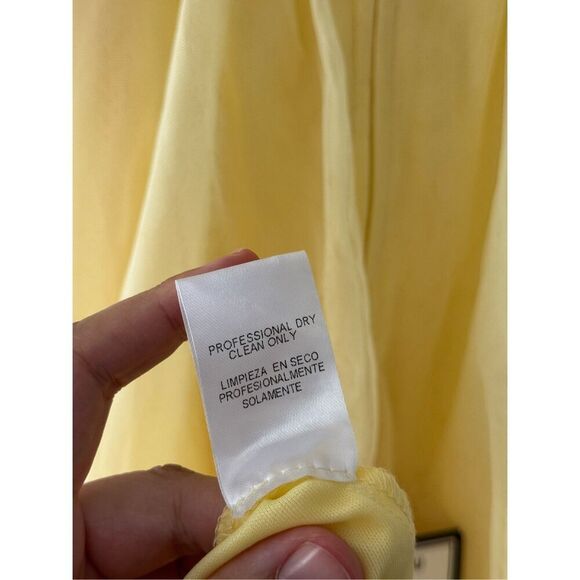 PROFESSIONAL DRY
CLEAN ONLY
LIMPIEZA EN SECO
PROFESIONALMENTE
SOLAMENTE